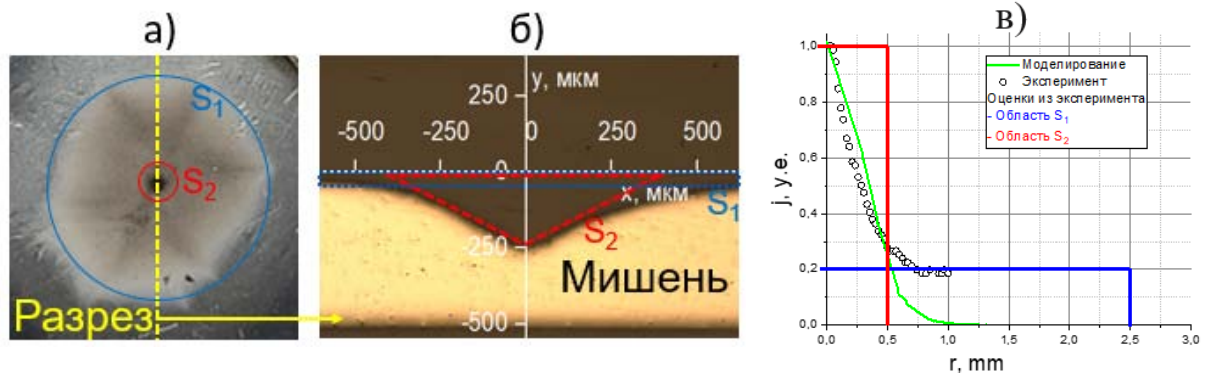 а)
S₁
S₂
Разрез
б)
y, мкм
250
-500
-250
0
250
500
0
x, мкм
S₁
-250
S₂
Мишень
-500
в)
1,0
0,8
0,6
0,4
0,2
0,0
j, у.е.
Моделирование
Эксперимент
Оценки из эксперимента
- Область S₁
- Область S₂
0,0 0,5 1,0 1,5 2,0 2,5 3,0
r, mm